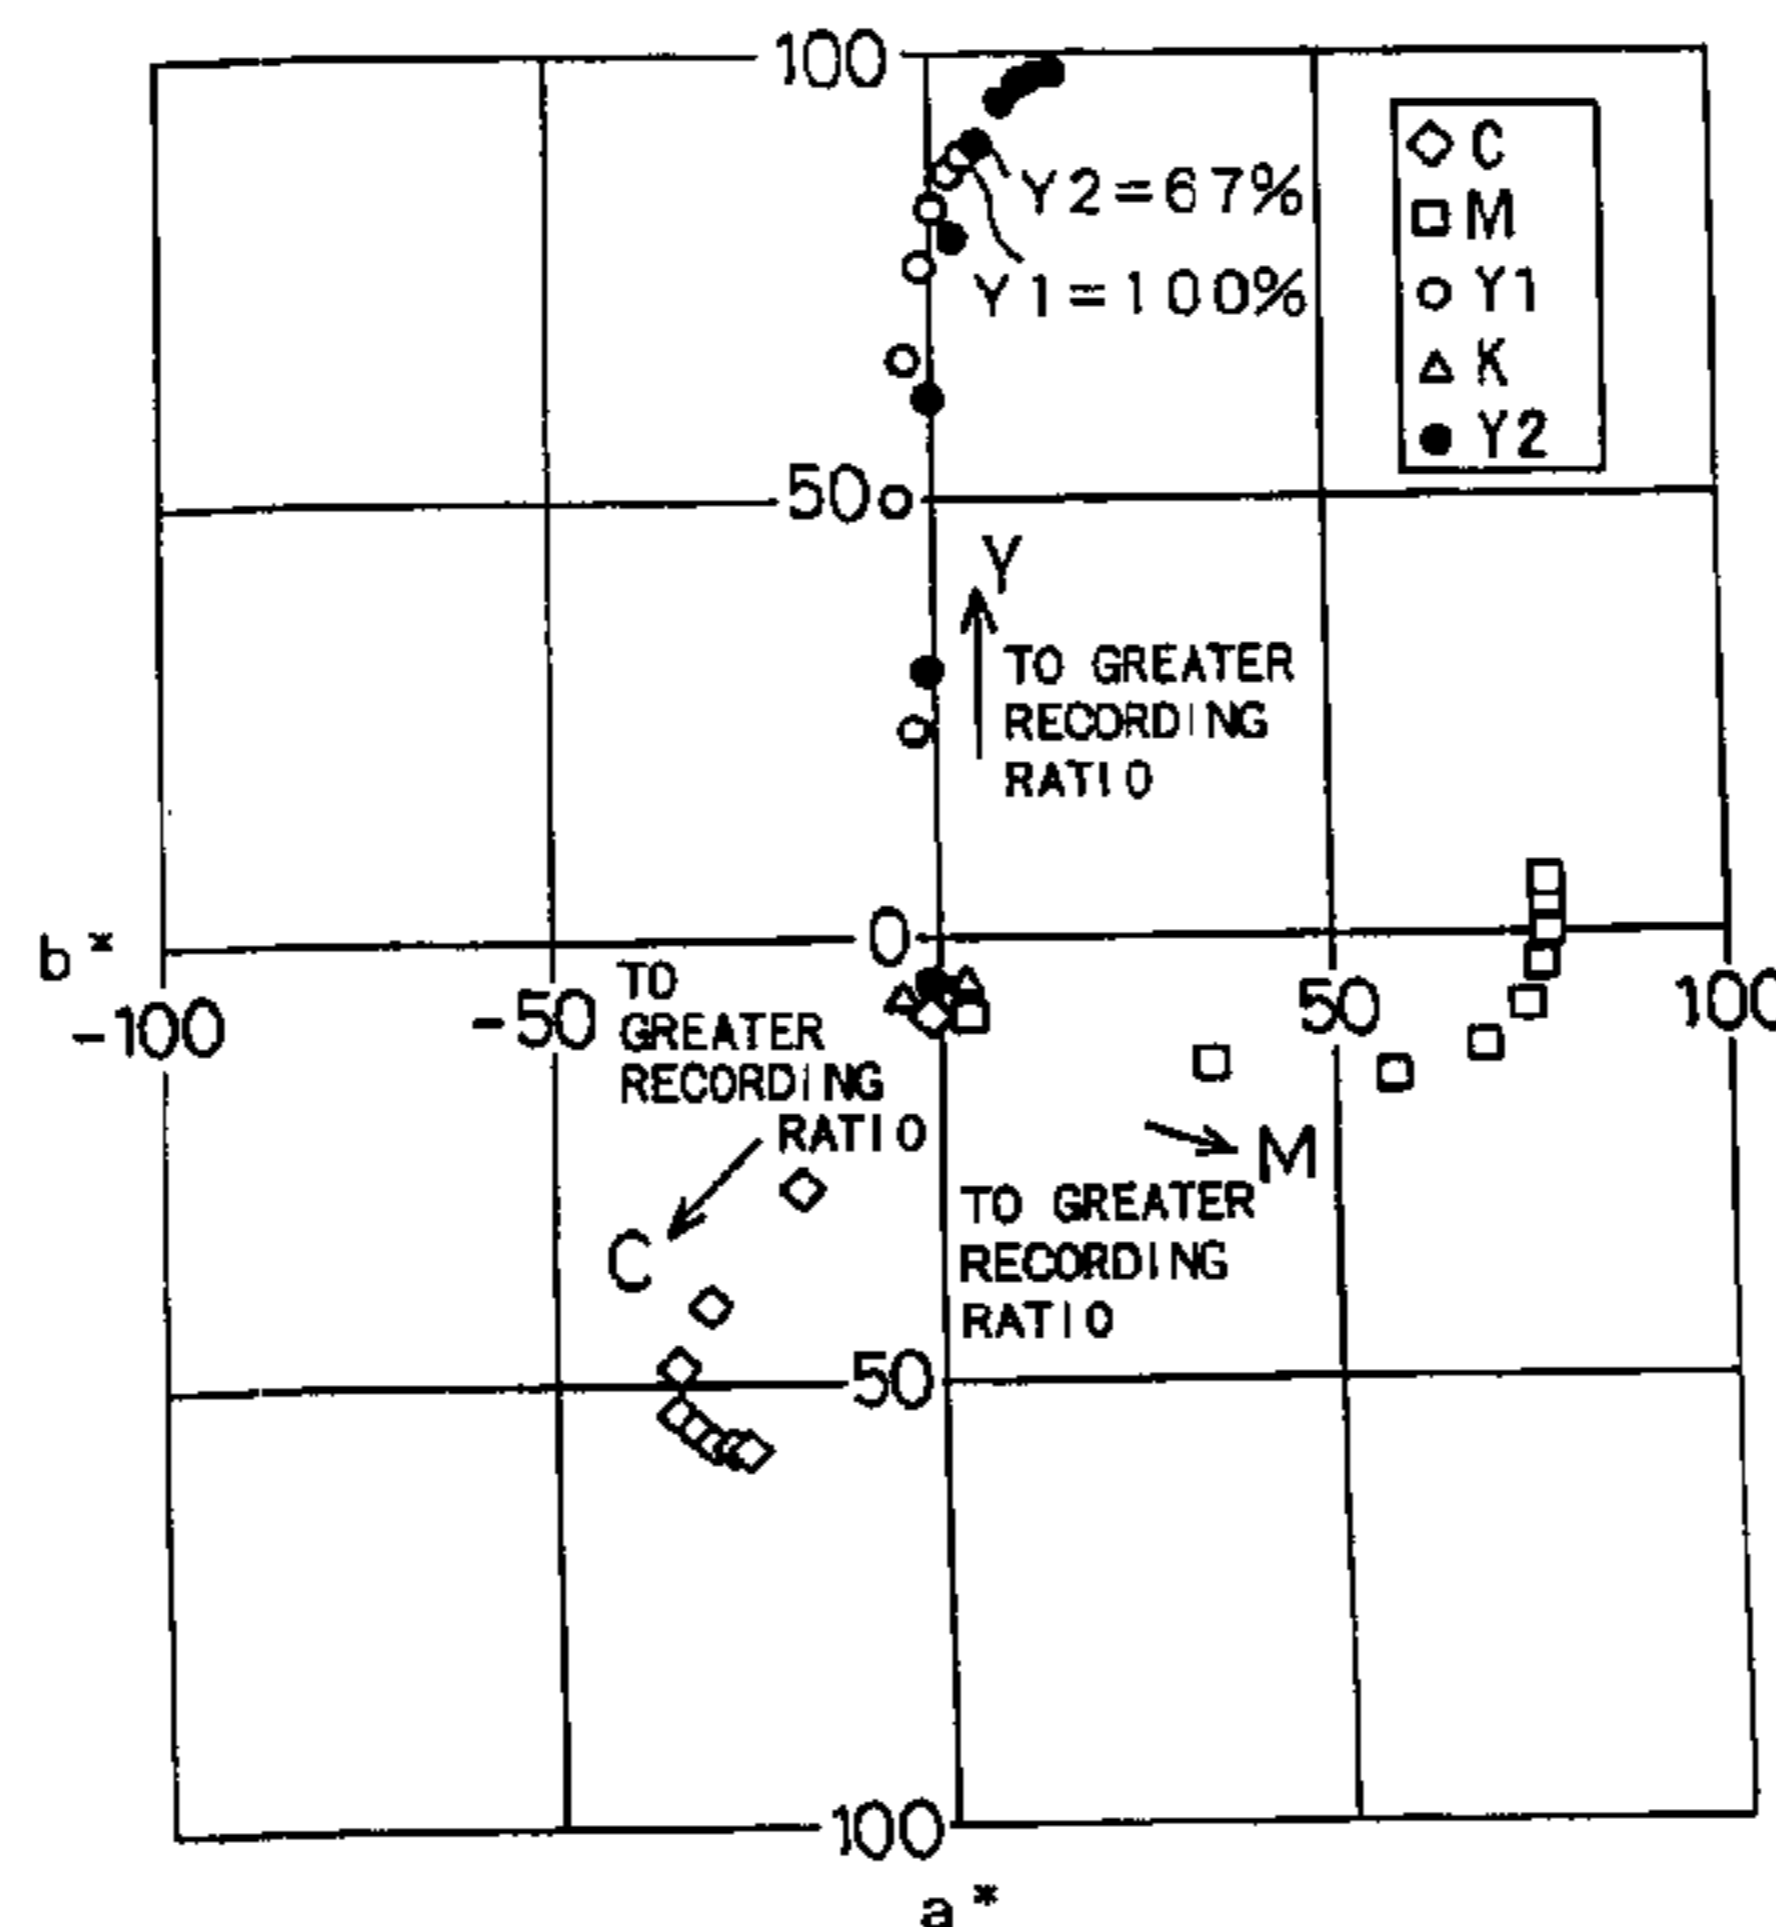 100
C
M
Y1
K
Y2
Y2=67%
Y1=100%
50
Y
TO GREATER
RECORDING
RATIO
0
b*
-100
-50
50
100
TO
GREATER
RECORDING
RATIO
C
M
TO GREATER
RECORDING
RATIO
50
100
a*